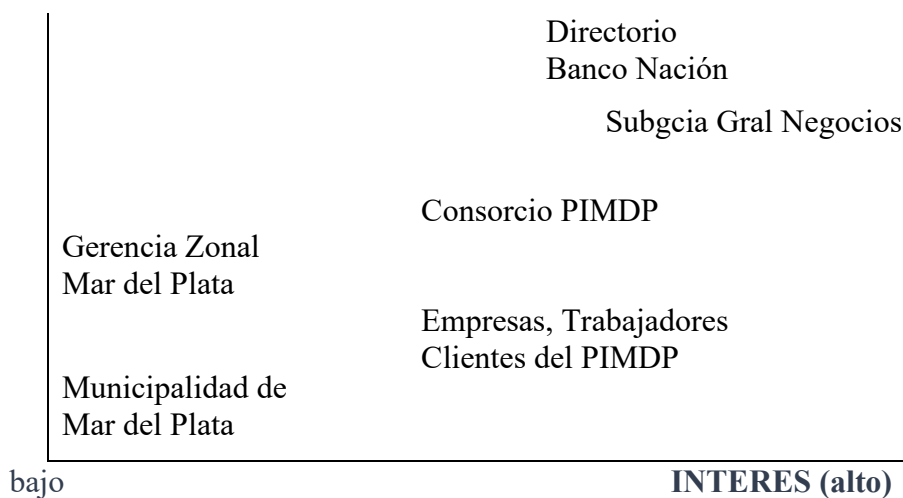 Directorio
Banco Nación
Subgcia Gral Negocios
Consorcio PIMDP
Gerencia Zonal
Mar del Plata
Empresas, Trabajadores
Clientes del PIMDP
Municipalidad de
Mar del Plata
bajo INTERES (alto)